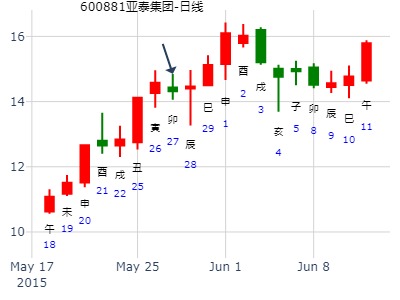 600881亚泰集团-日线
16
14
12
10
午
18
未
19
申
20
酉
21
戌
22
丑
25
寅
26
卯
27
辰
28
巳
29
申
1
酉
2
戌
3
亥
4
子
5
卯
8
辰
9
巳
10
午
11
May 17
2015
May 25
Jun 1
Jun 8